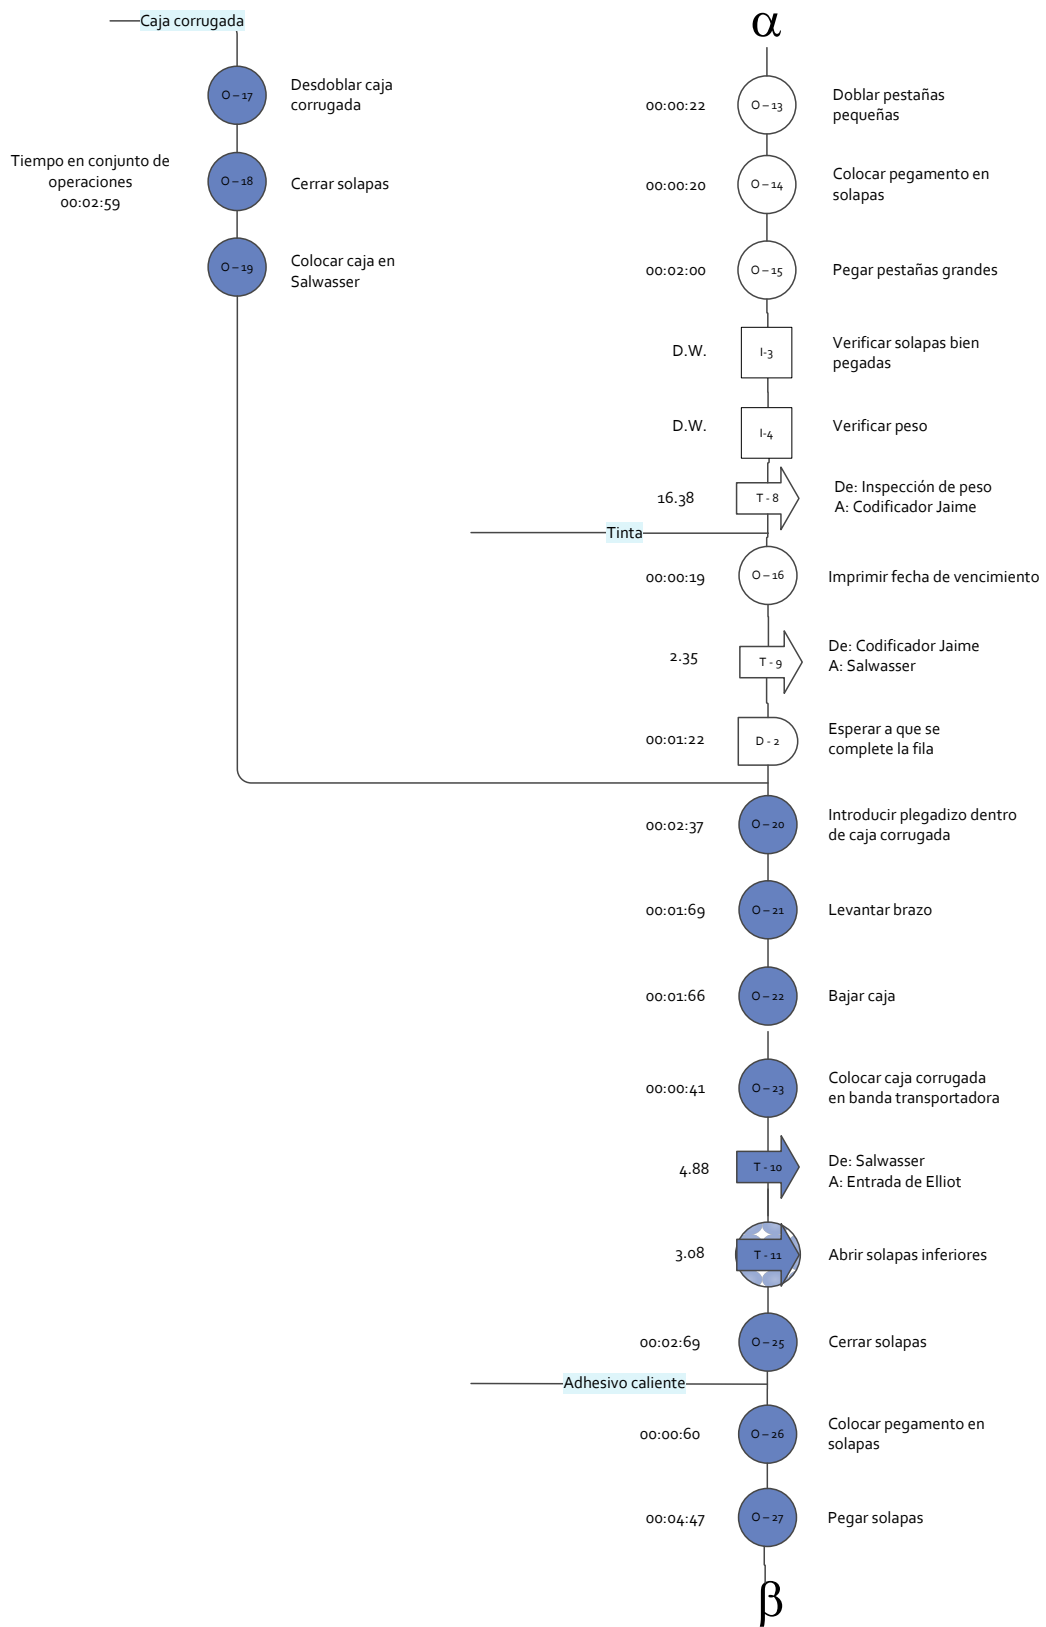 Caja corrugada
O – 17
Desdoblar caja
corrugada
Tiempo en conjunto de
operaciones
00:02:59
O – 18
Cerrar solapas
O – 19
Colocar caja en
Salwasser
α
00:00:22
O – 13
Doblar pestañas
pequeñas
00:00:20
O – 14
Colocar pegamento en
solapas
00:02:00
O – 15
Pegar pestañas grandes
D.W.
I-3
Verificar solapas bien
pegadas
D.W.
I-4
Verificar peso
16.38
T - 8
De: Inspección de peso
A: Codificador Jaime
Tinta
00:00:19
O – 16
Imprimir fecha de vencimiento
2.35
T - 9
De: Codificador Jaime
A: Salwasser
00:01:22
D - 2
Esperar a que se
complete la fila
00:02:37
O – 20
Introducir plegadizo dentro
de caja corrugada
00:01:69
O – 21
Levantar brazo
00:01:66
O – 22
Bajar caja
00:00:41
O – 23
Colocar caja corrugada
en banda transportadora
4.88
T - 10
De: Salwasser
A: Entrada de Elliot
3.08
T - 11
Abrir solapas inferiores
00:02:69
O – 25
Cerrar solapas
Adhesivo caliente
00:00:60
O – 26
Colocar pegamento en
solapas
00:04:47
O – 27
Pegar solapas
β